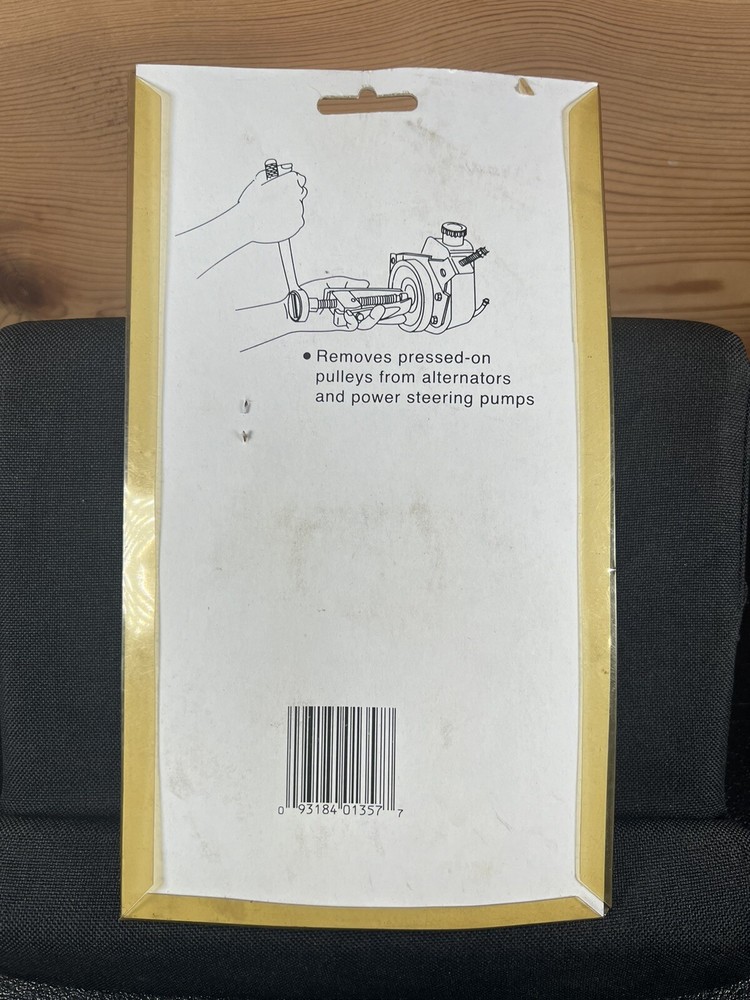 • Removes pressed-on
pulleys from alternators
and power steering pumps
0 93184 01357 7